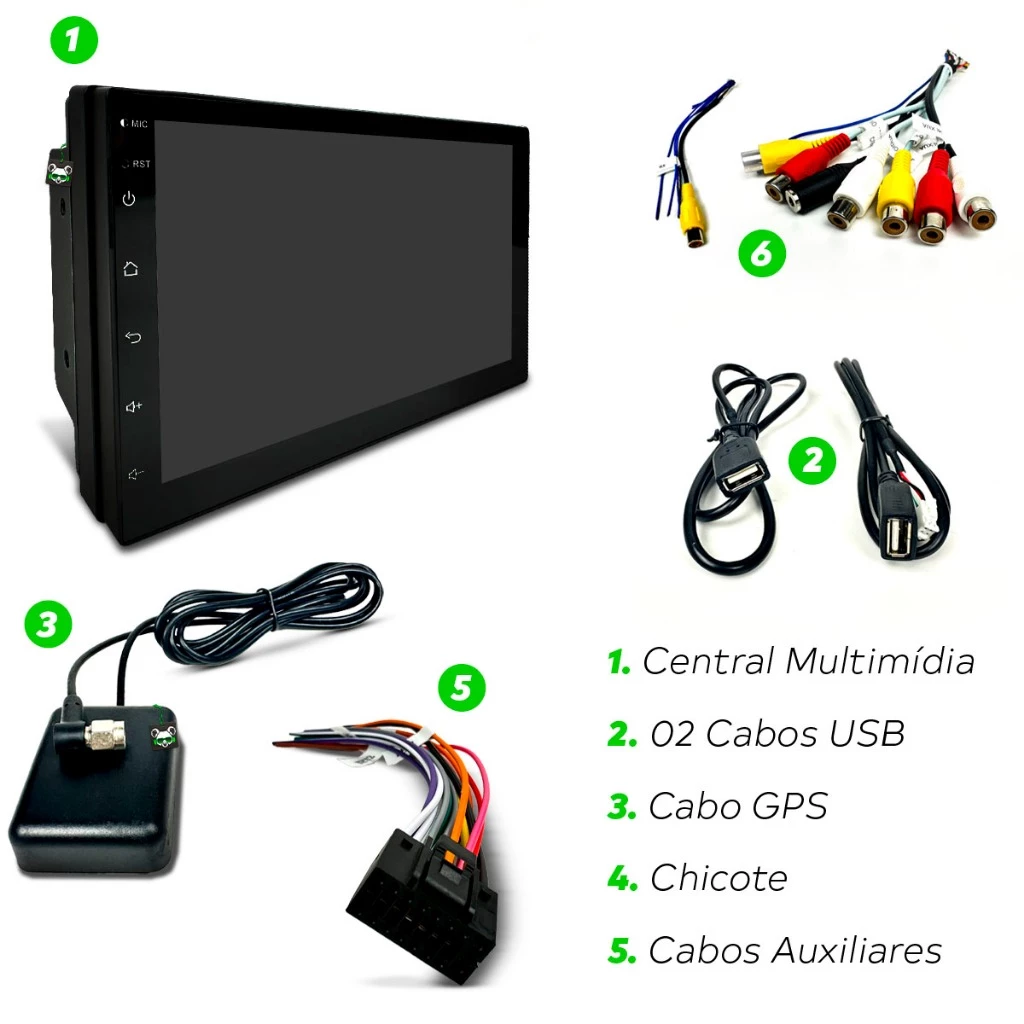 1
MIC
RST
6
2
3
5
1. Central Multimídia
2. 02 Cabos USB
3. Cabo GPS
4. Chicote
5. Cabos Auxiliares